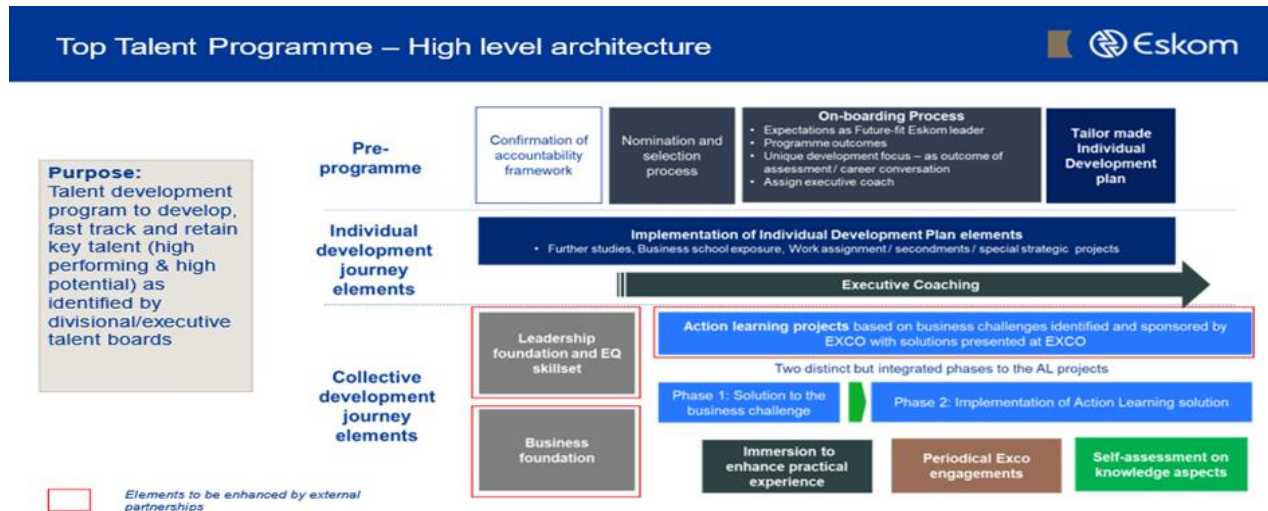 Top Talent Programme – High level architecture
Eskom
Purpose:
Talent development
program to develop,
fast track and retain
key talent (high
performing & high
potential) as
identified by
divisional/executive
talent boards
Pre-
programme
Confirmation of
accountability
framework
Nomination and
selection
process
On-boarding Process
• Expectations as Future-fit Eskom leader
• Programme outcomes
• Unique development focus – as outcome of
assessment / career conversation
• Assign executive coach
Tailor made
Individual
Development
plan
Individual
development
journey
elements
Implementation of Individual Development Plan elements
• Further studies, Business school exposure, Work assignment / secondments / special strategic projects
Executive Coaching
Collective
development
journey
elements
Leadership
foundation and EQ
skillset
Business
foundation
Action learning projects based on business challenges identified and sponsored by
EXCO with solutions presented at EXCO
Two distinct but integrated phases to the AL projects
Phase 1: Solution to the
business challenge
Phase 2: Implementation of Action Learning solution
Immersion to
enhance practical
experience
Periodical Exco
engagements
Self-assessment on
knowledge aspects
Elements to be enhanced by external
partnerships